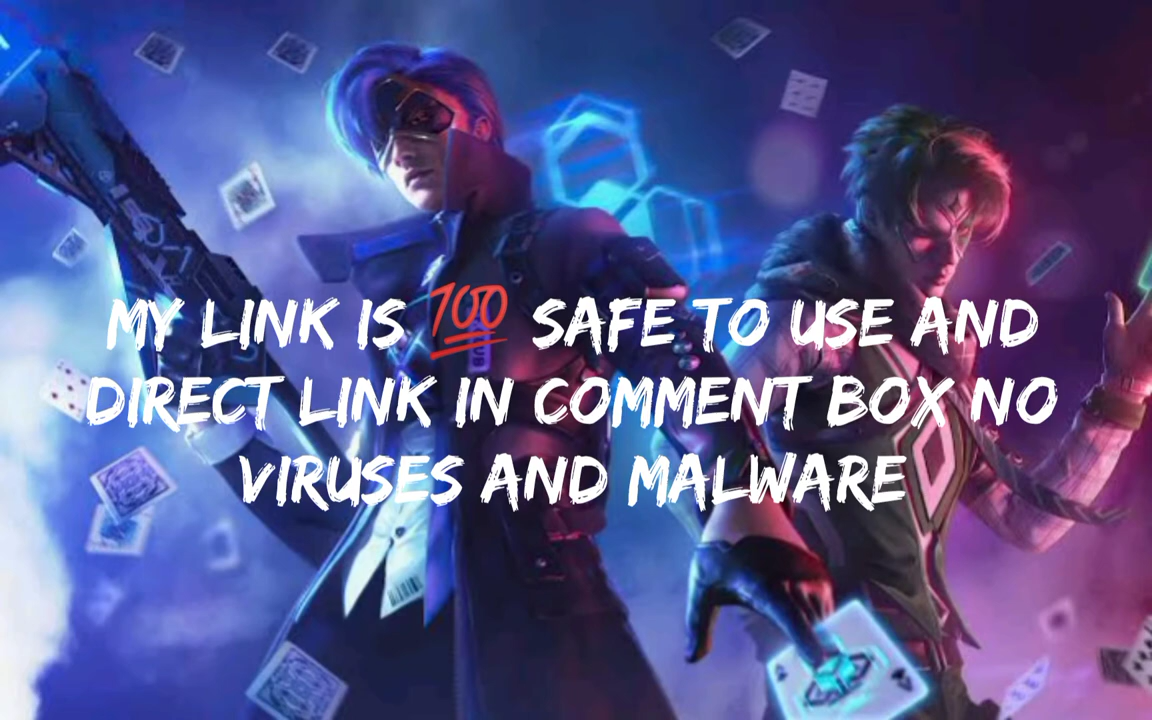 MY LINK IS 💯 SAFE TO USE AND
DIRECT LINK IN COMMENT BOX NO
VIRUSES AND MALWARE